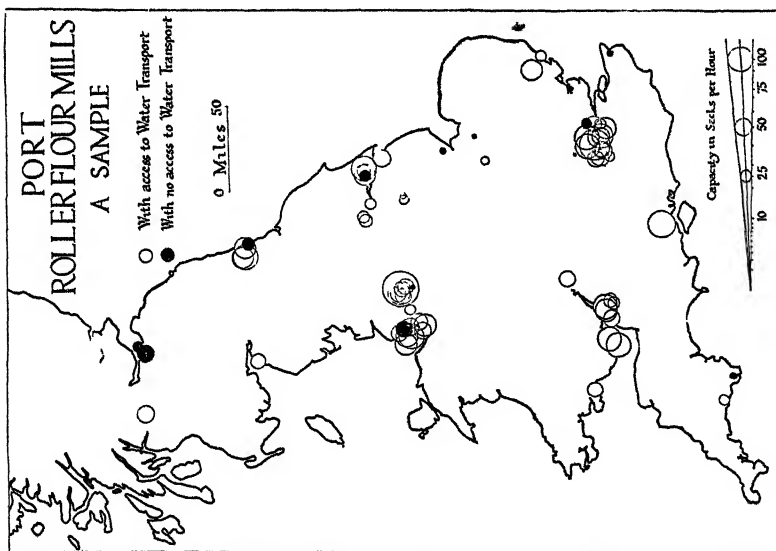 PORT
ROLLER FLOUR MILLS
A SAMPLE
With access to Water Transport
With no access to Water Transport
0 Miles 50
Capacity in Sacks per Hour
10 25 50 75 100